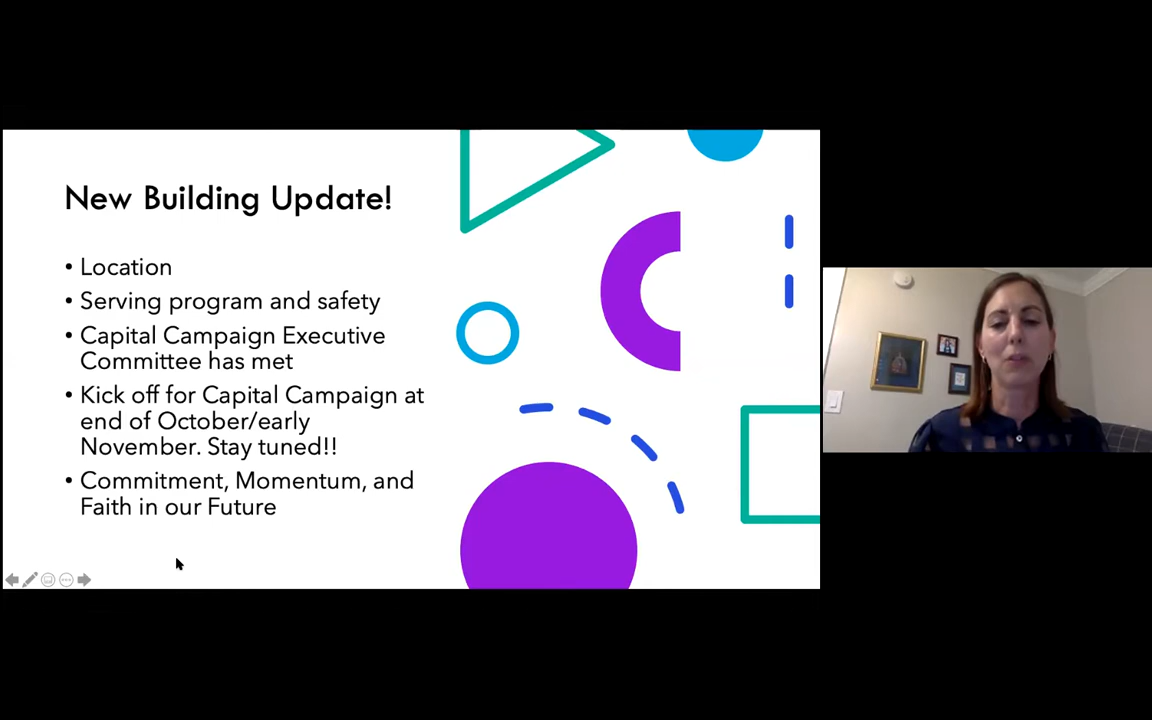 New Building Update!
• Location
• Serving program and safety
• Capital Campaign Executive
Committee has met
• Kick off for Capital Campaign at
end of October/early
November. Stay tuned!!
• Commitment, Momentum, and
Faith in our Future